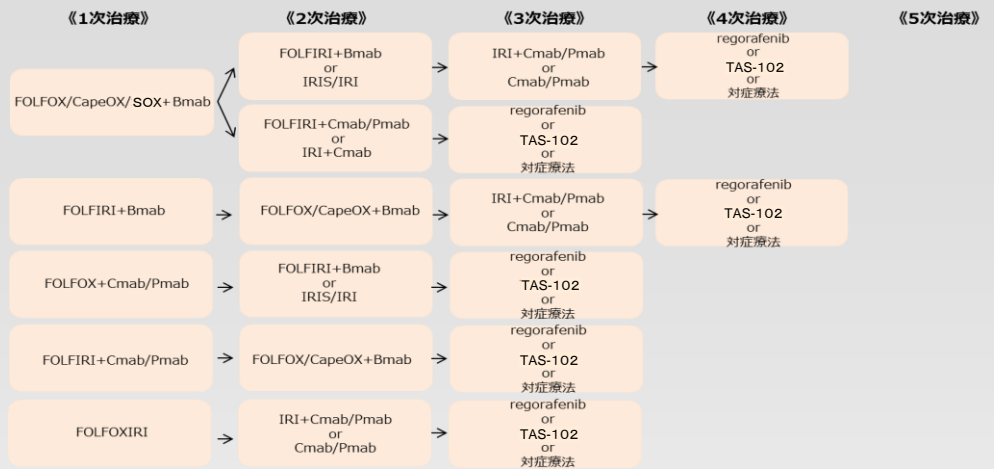 《1次治療》
《2次治療》
《3次治療》
《4次治療》
《5次治療》
FOLFOX/CapeOX/SOX+Bmab
FOLFIRI+Bmab
or
IRIS/IRI
IRI+Cmab/Pmab
or
Cmab/Pmab
regorafenib
or
TAS-102
or
対症療法
FOLFIRI+Cmab/Pmab
or
IRI+Cmab
regorafenib
or
TAS-102
or
対症療法
FOLFIRI+Bmab
FOLFOX/CapeOX+Bmab
IRI+Cmab/Pmab
or
Cmab/Pmab
regorafenib
or
TAS-102
or
対症療法
FOLFOX+Cmab/Pmab
FOLFIRI+Bmab
or
IRIS/IRI
regorafenib
or
TAS-102
or
対症療法
FOLFIRI+Cmab/Pmab
FOLFOX/CapeOX+Bmab
regorafenib
or
TAS-102
or
対症療法
FOLFOXIRI
IRI+Cmab/Pmab
or
Cmab/Pmab
regorafenib
or
TAS-102
or
対症療法